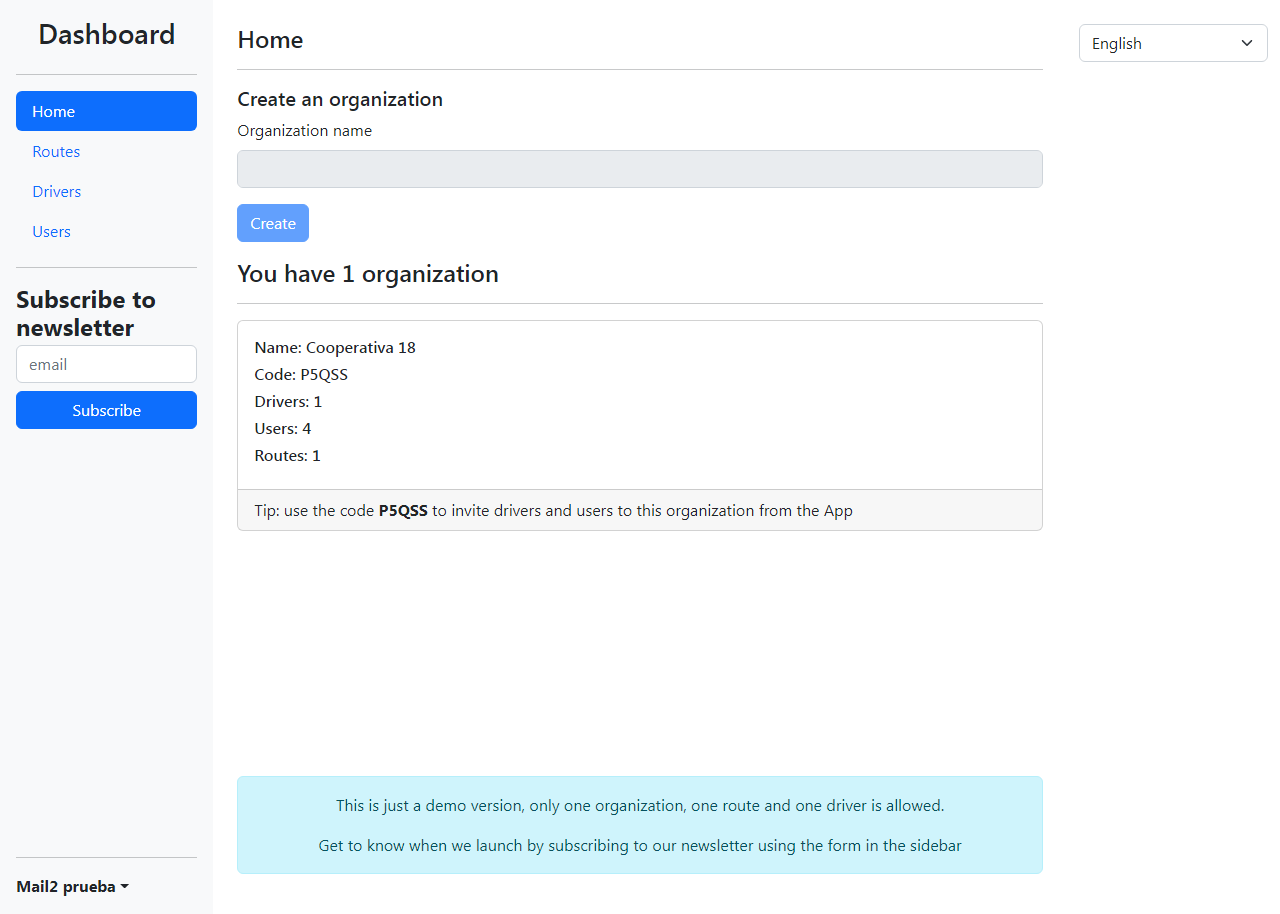 Dashboard
Home
Routes
Drivers
Users
Subscribe to
newsletter
email
Subscribe
Mail2 prueba
Home
Create an organization
Organization name
Create
You have 1 organization
Name: Cooperativa 18
Code: P5QSS
Drivers: 1
Users: 4
Routes: 1
Tip: use the code P5QSS to invite drivers and users to this organization from the App
This is just a demo version, only one organization, one route and one driver is allowed.
Get to know when we launch by subscribing to our newsletter using the form in the sidebar
English